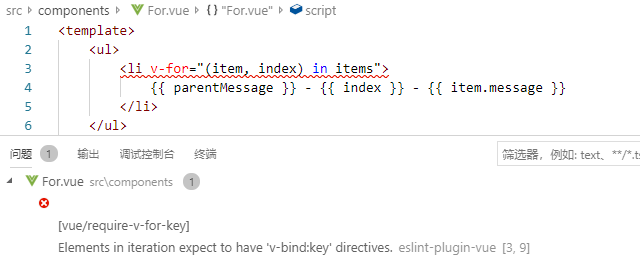 src > components > For.vue > {} "For.vue" > script
1 <template>
2 <ul>
3 <li v-for="(item, index) in items">
4 {{ parentMessage }} - {{ index }} - {{ item.message }}
5 </li>
6 </ul>
问题 1 输出 调试控制台 终端 筛选器，例如: text、**/*.ts
For.vue src\components 1
[vue/require-v-for-key]
Elements in iteration expect to have 'v-bind:key' directives. eslint-plugin-vue [3, 9]